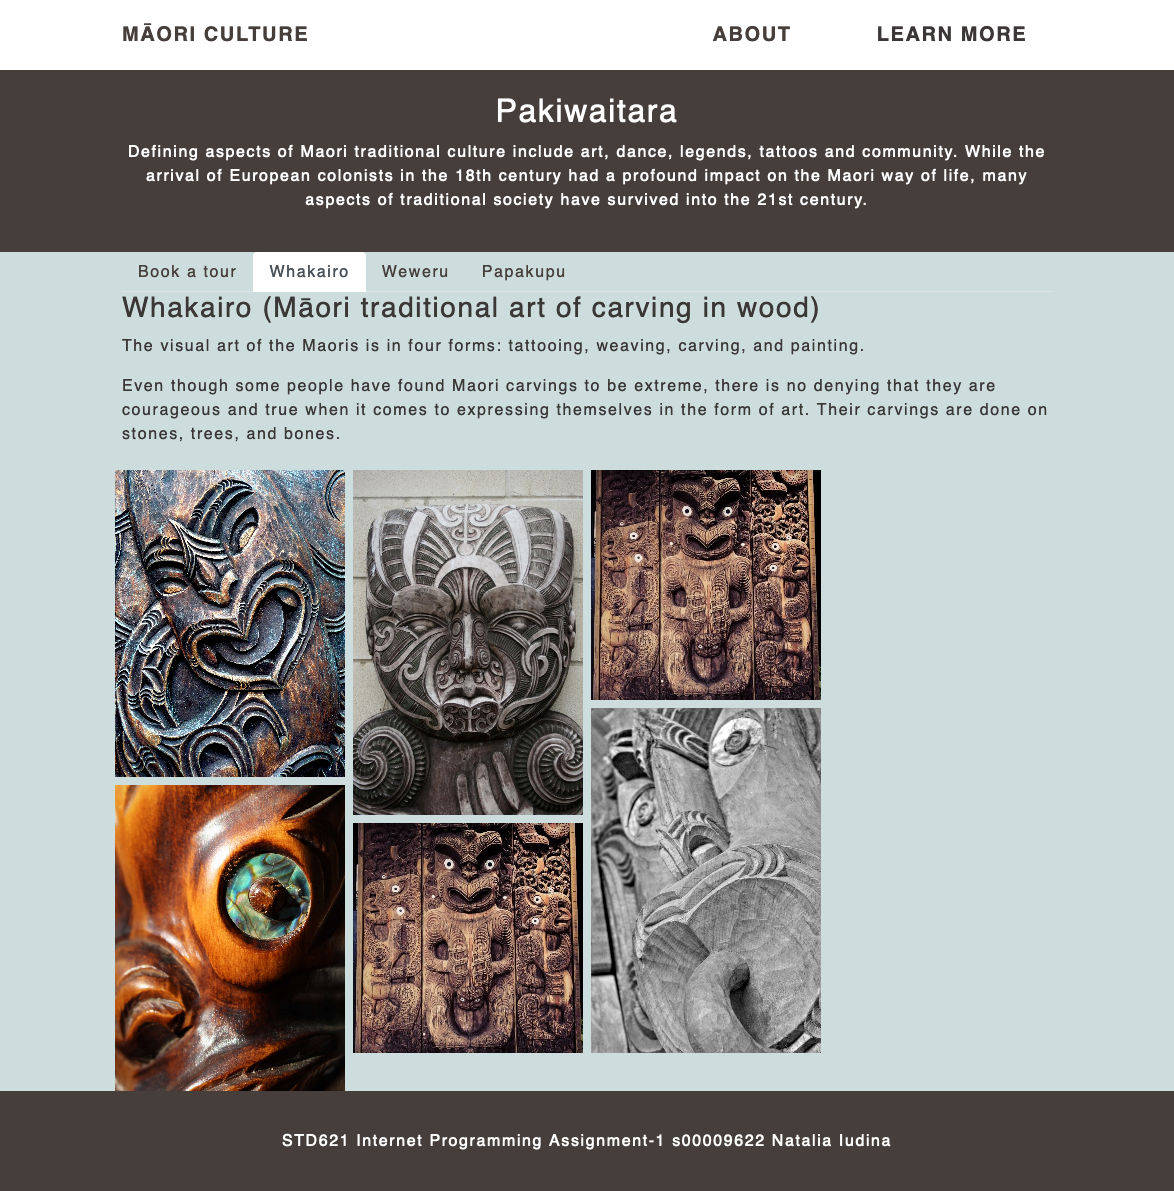 MĀORI CULTURE ABOUT LEARN MORE
Pakiwaitara
Defining aspects of Maori traditional culture include art, dance, legends, tattoos and community. While the
arrival of European colonists in the 18th century had a profound impact on the Maori way of life, many
aspects of traditional society have survived into the 21st century.
Book a tour Whakairo Weweru Papakupu
Whakairo (Māori traditional art of carving in wood)
The visual art of the Maoris is in four forms: tattooing, weaving, carving, and painting.
Even though some people have found Maori carvings to be extreme, there is no denying that they are
courageous and true when it comes to expressing themselves in the form of art. Their carvings are done on
stones, trees, and bones.
STD621 Internet Programming Assignment-1 s00009622 Natalia Iudina